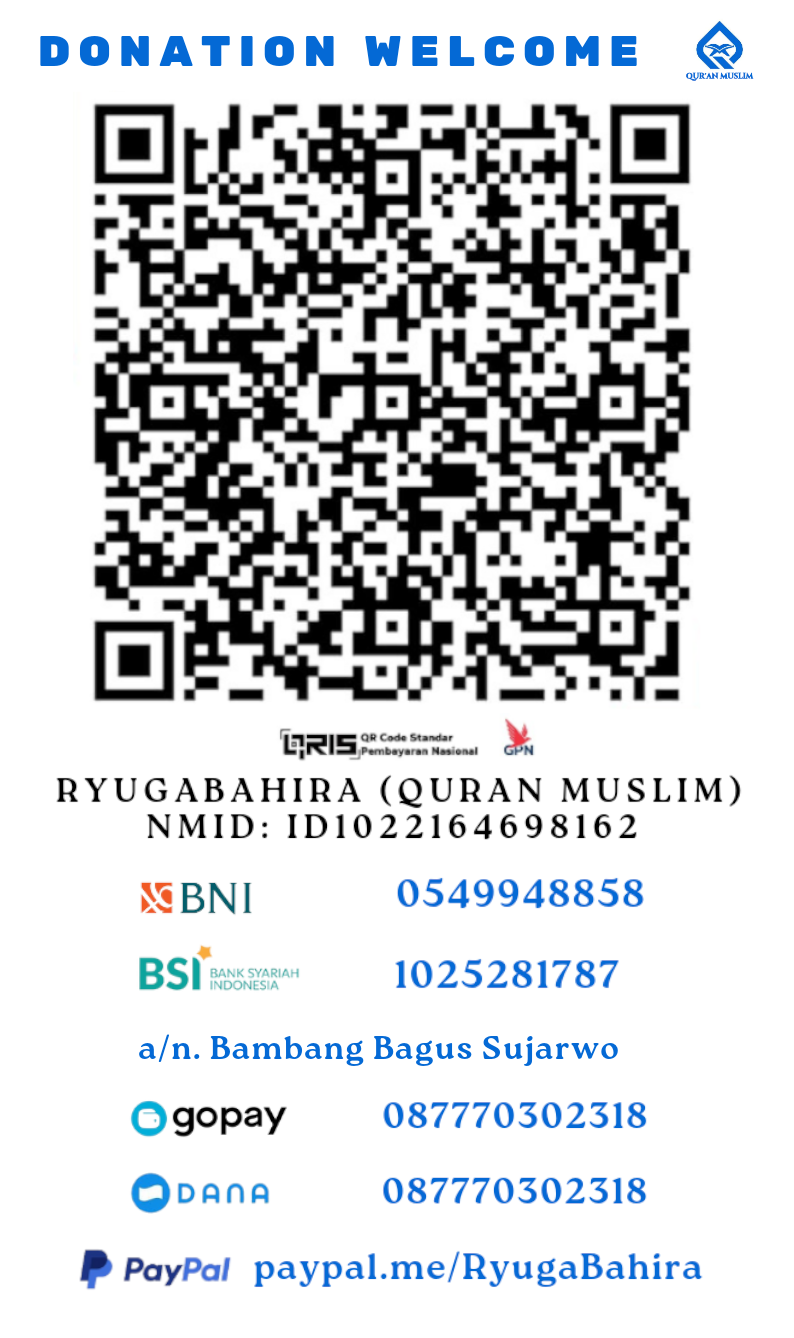 DONATION WELCOME
QUR'AN MUSLIM
QRIS QR Code Standar
Pembayaran Nasional
GPN
RYUGABAHIRA (QURAN MUSLIM)
NMID: ID1022164698162
BNI 0549948858
BSI BANK SYARIAH
INDONESIA 1025281787
a/n. Bambang Bagus Sujarwo
gopay 087770302318
DANA 087770302318
PayPal paypal.me/RyugaBahira